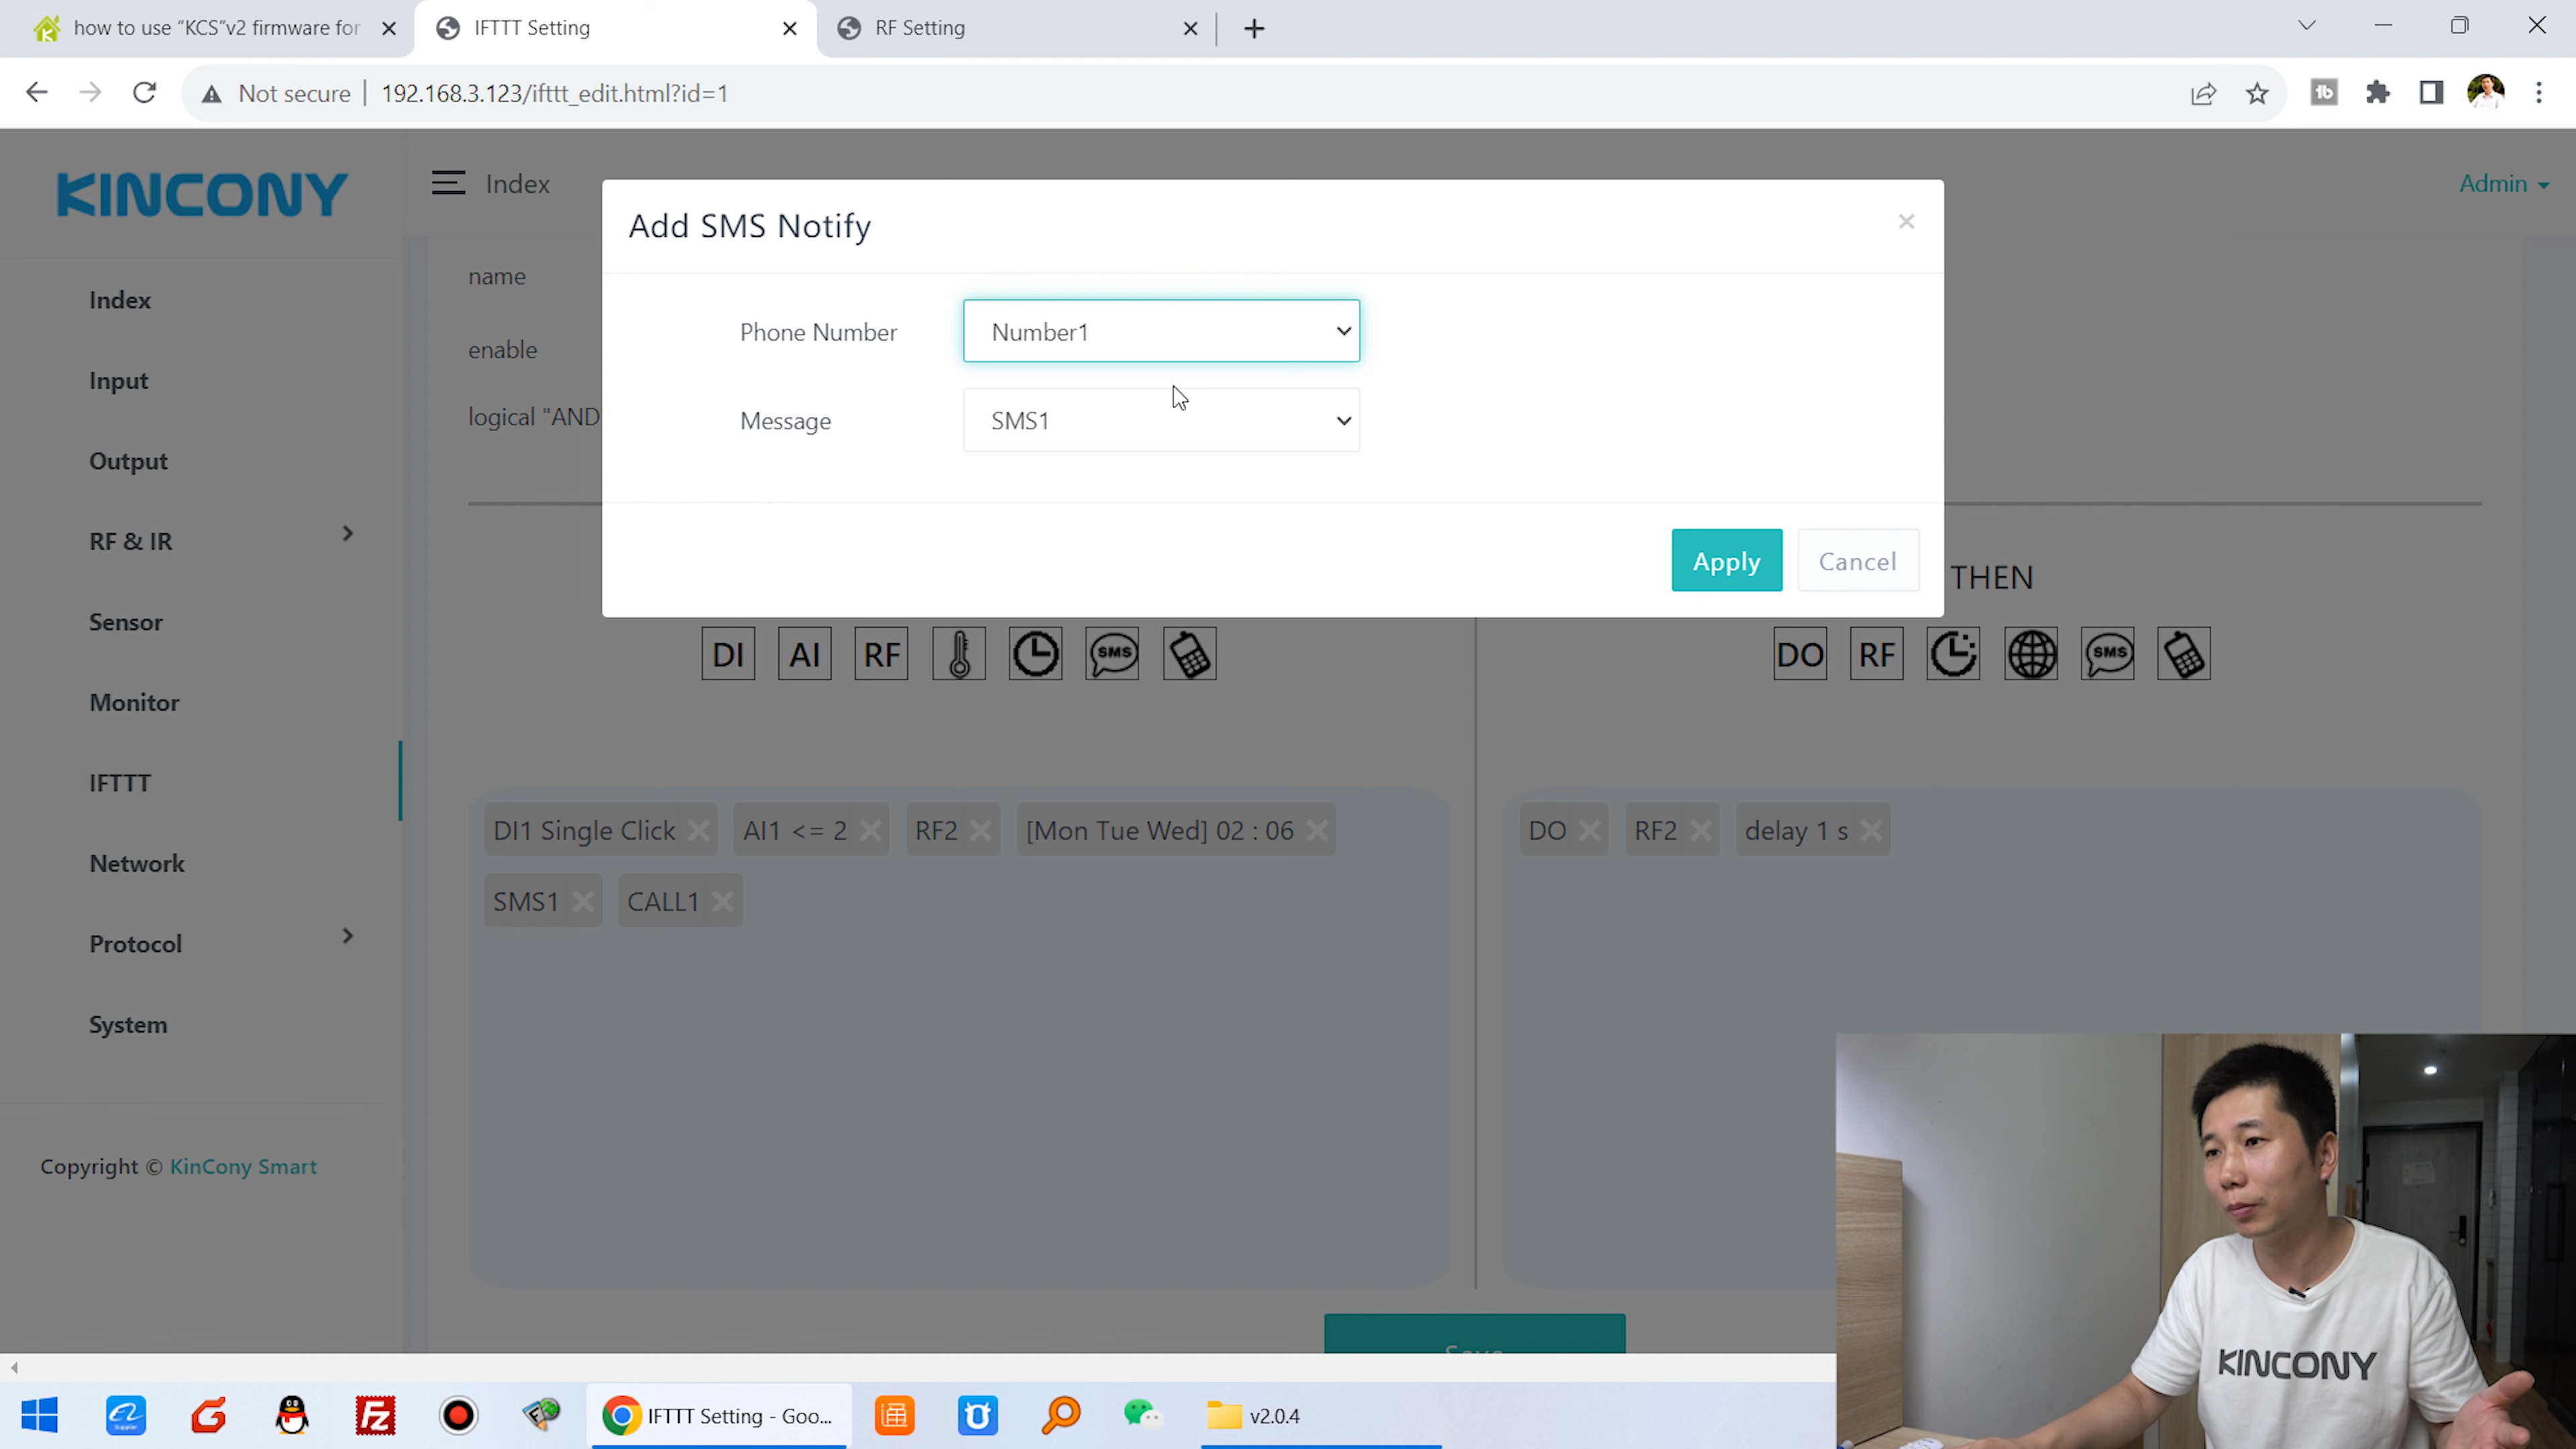 how to use “KCS”v2 firmware for
IFTTT Setting
RF Setting
Not secure
192.168.3.123/ifttt_edit.html?id=1
KINCONY
Index
Admin
Index
Input
Output
RF & IR
Sensor
Monitor
IFTTT
Network
Protocol
System
Copyright © KinCony Smart
name
enable
logical "AND
Add SMS Notify
Phone Number
Number1
Message
SMS1
Apply
Cancel
THEN
DI
AI
RF
SMS
DO
RF
SMS
DI1 Single Click
AI1 <= 2
RF2
[Mon Tue Wed] 02 : 06
SMS1
CALL1
DO
RF2
delay 1 s
Save
KINCONY
IFTTT Setting - Goo...
v2.0.4